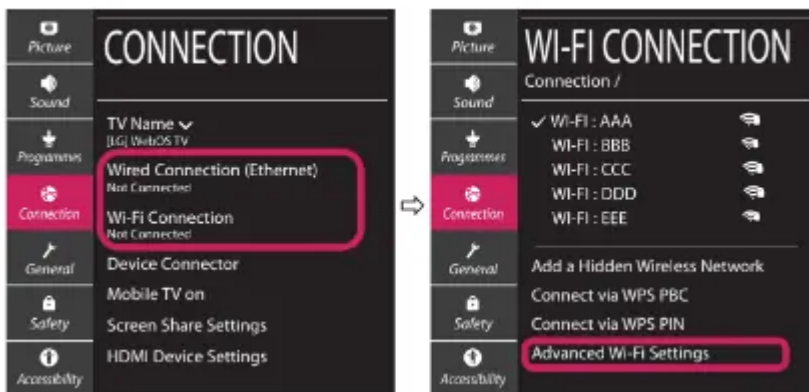 Picture
Sound
Programmes
Connection
General
Safety
Accessibility
CONNECTION
TV Name
[LG] WebOS TV
Wired Connection (Ethernet)
Not Connected
Wi-Fi Connection
Not Connected
Device Connector
Mobile TV on
Screen Share Settings
HDMI Device Settings
Picture
Sound
Programmes
Connection
General
Safety
Accessibility
WI-FI CONNECTION
Connection /
WI-FI : AAA
WI-FI : BBB
WI-FI : CCC
WI-FI : DDD
WI-FI : EEE
Add a Hidden Wireless Network
Connect via WPS PBC
Connect via WPS PIN
Advanced Wi-Fi Settings